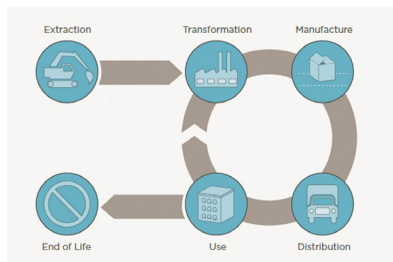 Extraction
Transformation
Manufacture
End of Life
Use
Distribution